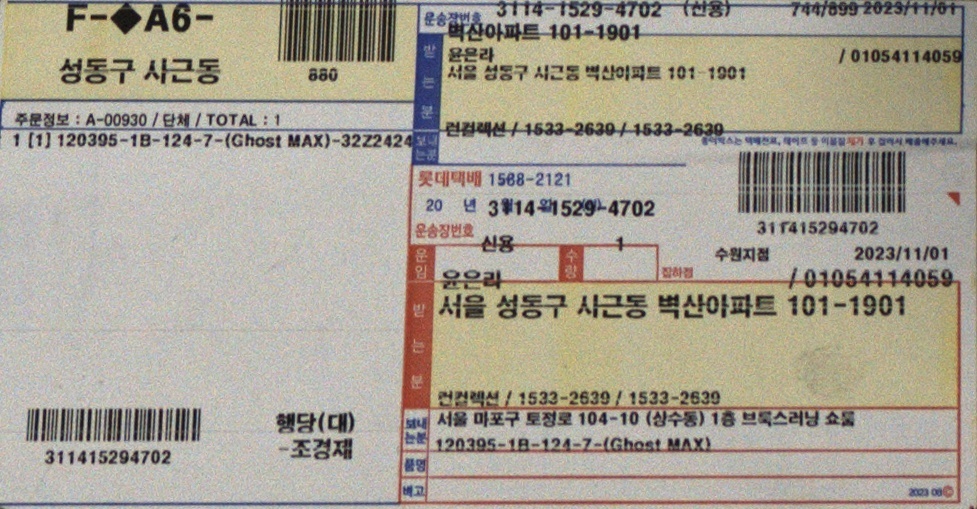 F-◆A6-
성동구 사근동
880
주문정보 : A-00930 / 단체 / TOTAL : 1
1 [1] 120395-1B-124-7-(Ghost MAX)-32Z2424
311415294702
행당(대)
-조경재
운송장번호 3114-1529-4702 (신용) 744/899 2023/11/01
벽산아파트 101-1901
받는분
윤은라 / 01054114059
서울 성동구 사근동 벽산아파트 101-1901
런컬렉션 / 1533-2639 / 1533-2639
보내는분
롯데택배 1588-2121
20 년 월 일
3114-1529-4702
운송장번호
311415294702
운임 신용 수량 1 집하점 수원지점 2023/11/01
윤은라 / 01054114059
받는분
서울 성동구 사근동 벽산아파트 101-1901
런컬렉션 / 1533-2639 / 1533-2639
보내는분 서울 마포구 토정로 104-10 (상수동) 1층 브룩스러닝 쇼룸
120395-1B-124-7-(Ghost MAX)
품명
비고
2023 08